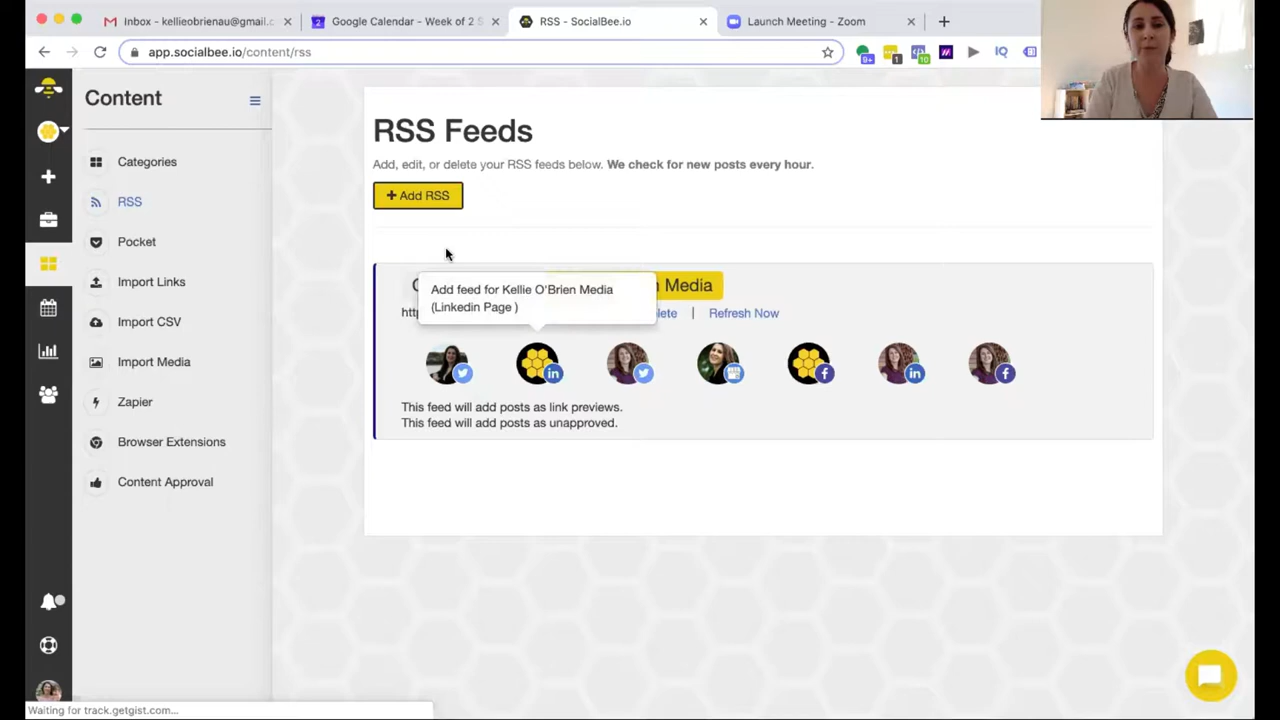 Inbox - kellieobrienau@gmail.c
Google Calendar - Week of 2 S
RSS - SocialBee.io
Launch Meeting - Zoom
app.socialbee.io/content/rss
9+
1
10
IQ
Content
Categories
RSS
Pocket
Import Links
Import CSV
Import Media
Zapier
Browser Extensions
Content Approval
RSS Feeds
Add, edit, or delete your RSS feeds below. We check for new posts every hour.
+ Add RSS
Media
Add feed for Kellie O'Brien Media
(Linkedin Page )
| Refresh Now
This feed will add posts as link previews.
This feed will add posts as unapproved.
Waiting for track.getgist.com...